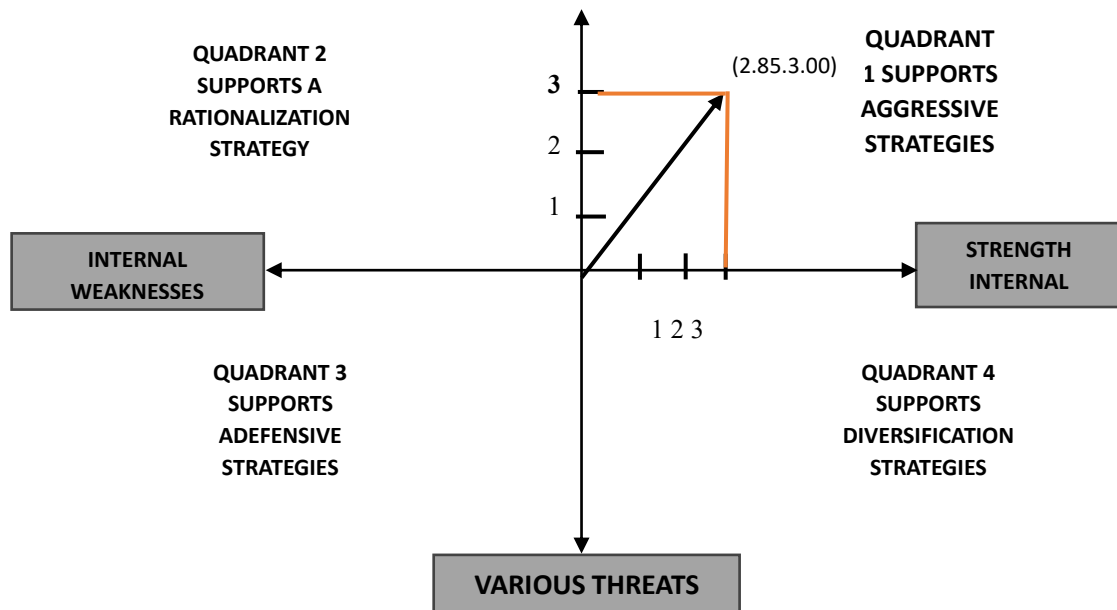 QUADRANT 2
SUPPORTS A
RATIONALIZATION
STRATEGY
QUADRANT
1 SUPPORTS
AGGRESSIVE
STRATEGIES
(2.85.3.00)
3
2
1
INTERNAL
WEAKNESSES
STRENGTH
INTERNAL
1 2 3
QUADRANT 3
SUPPORTS
ADEFENSIVE
STRATEGIES
QUADRANT 4
SUPPORTS
DIVERSIFICATION
STRATEGIES
VARIOUS THREATS